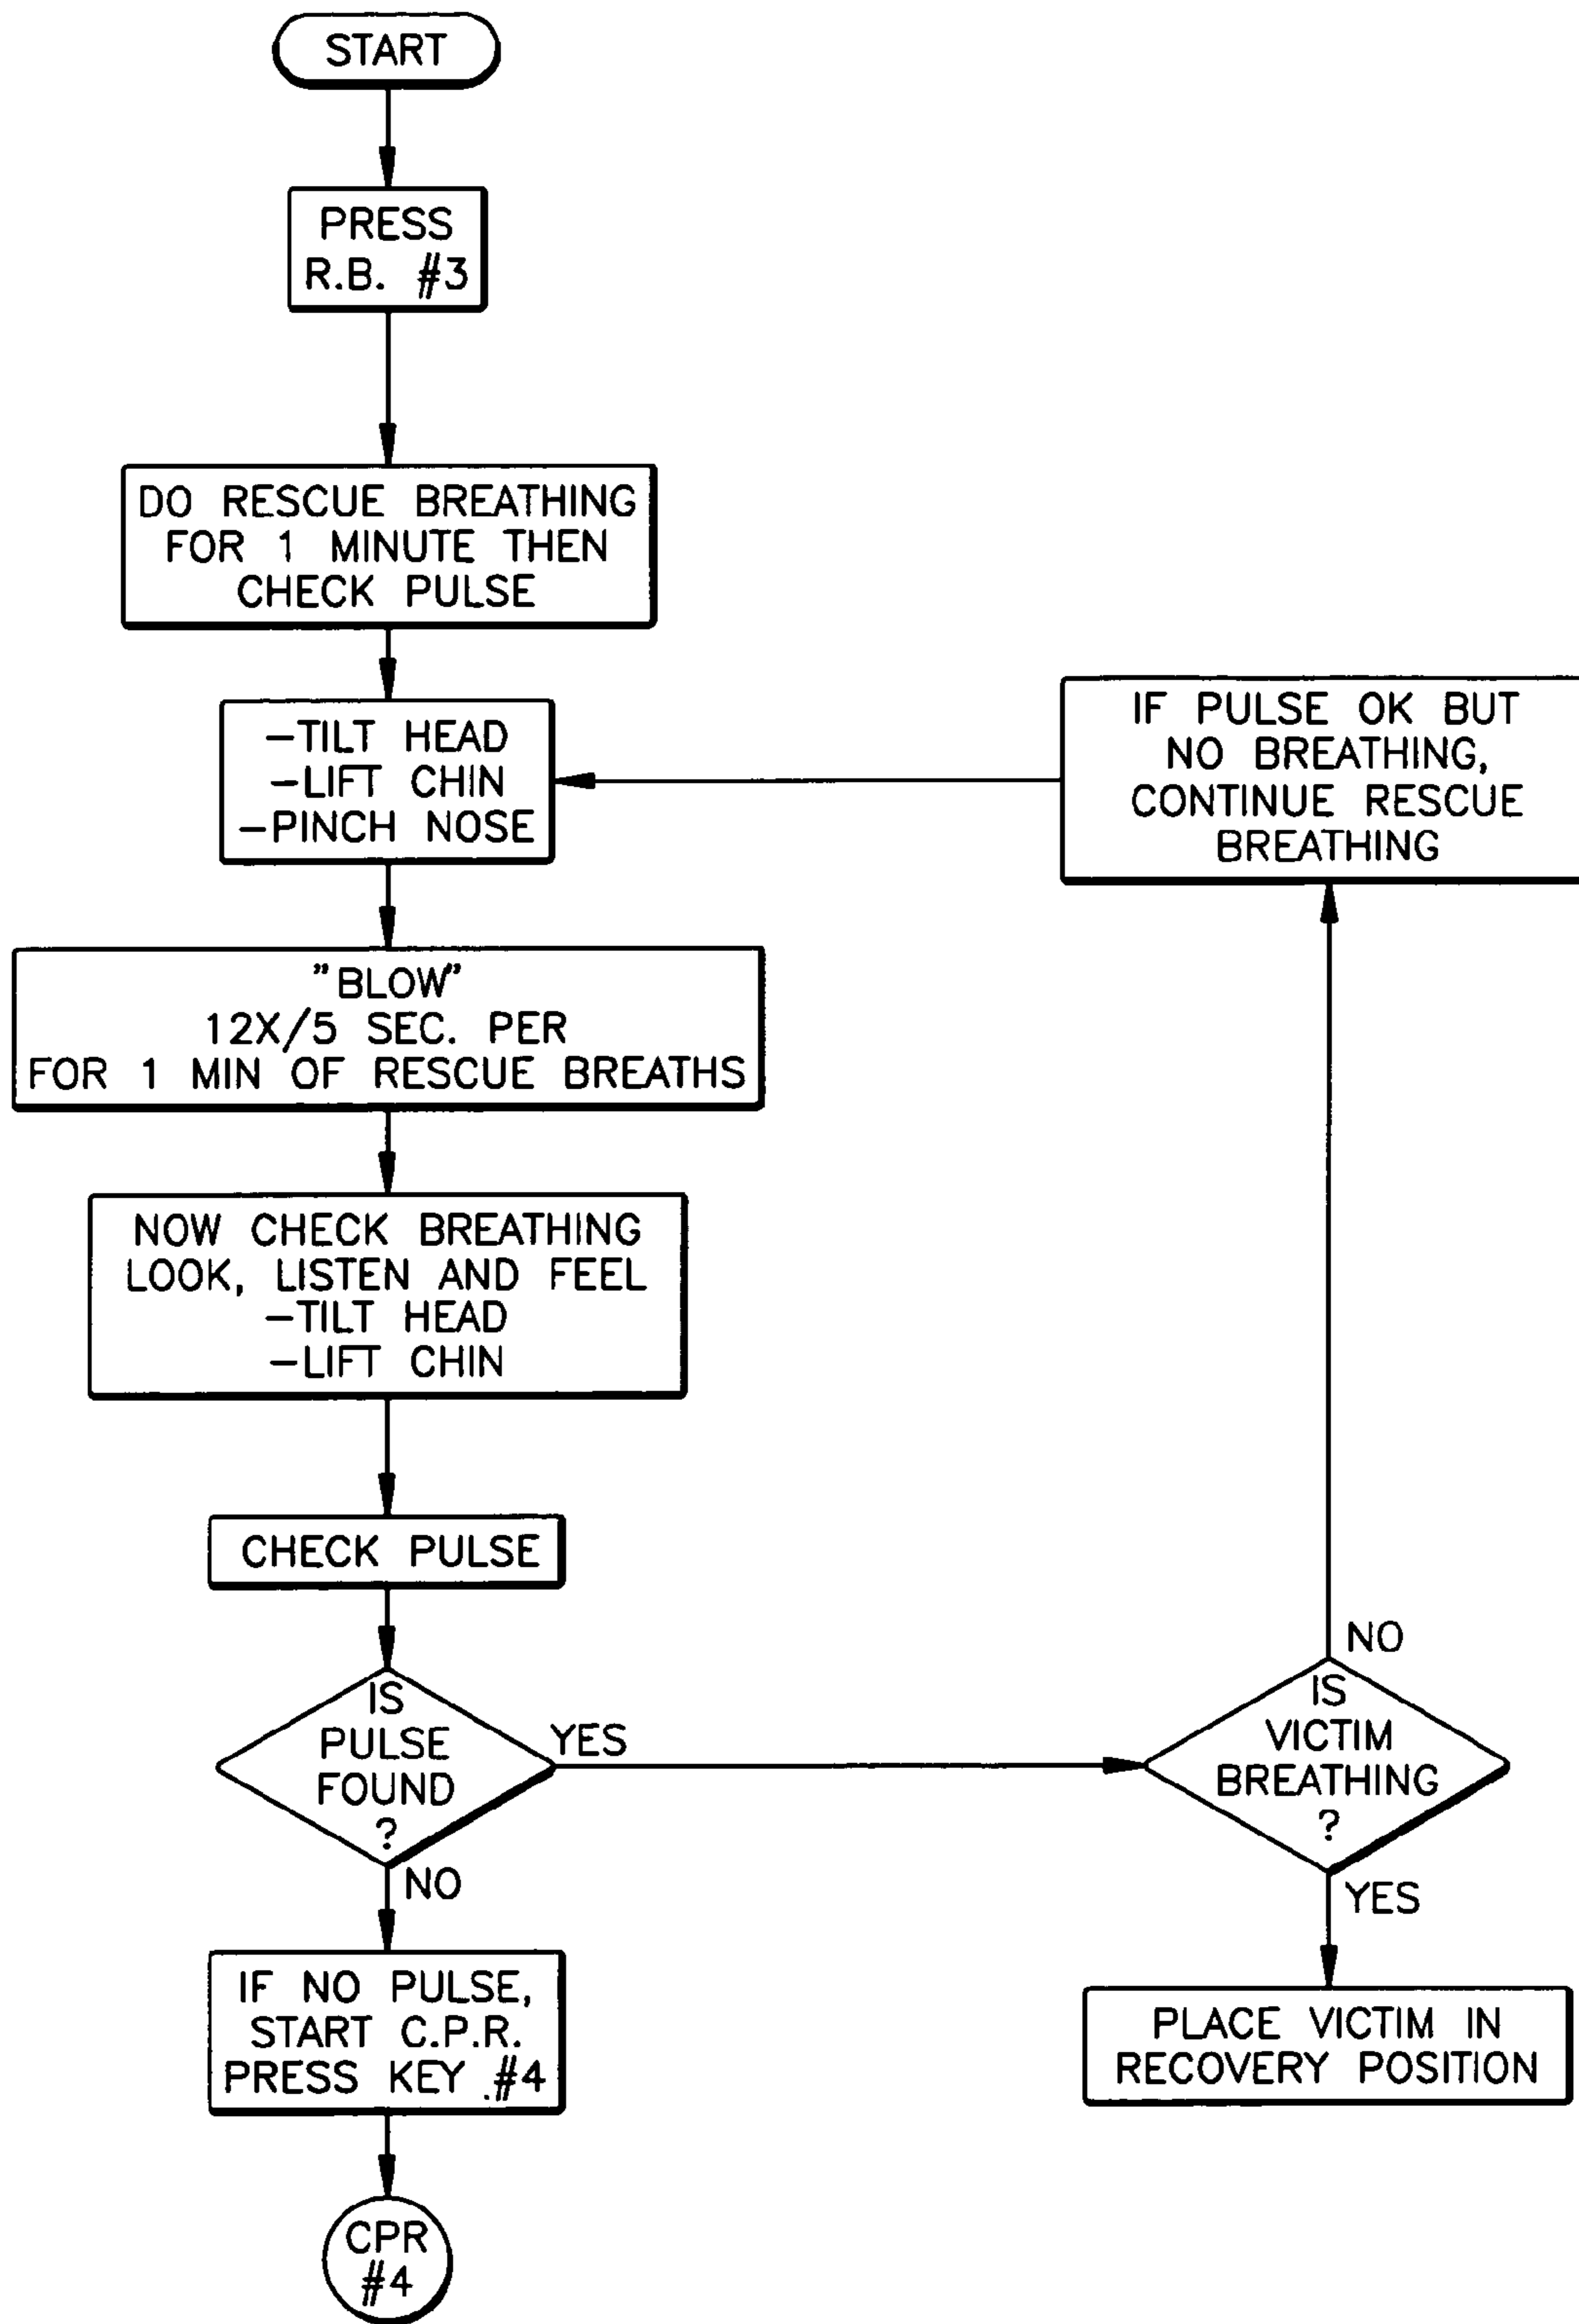 START
PRESS
R.B. #3
DO RESCUE BREATHING
FOR 1 MINUTE THEN
CHECK PULSE
-TILT HEAD
-LIFT CHIN
-PINCH NOSE
IF PULSE OK BUT
NO BREATHING,
CONTINUE RESCUE
BREATHING
"BLOW"
12X/5 SEC. PER
FOR 1 MIN OF RESCUE BREATHS
NOW CHECK BREATHING
LOOK, LISTEN AND FEEL
-TILT HEAD
-LIFT CHIN
CHECK PULSE
IS
PULSE
FOUND
?
YES
NO
NO
IS
VICTIM
BREATHING
?
YES
IF NO PULSE,
START C.P.R.
PRESS KEY .#4
PLACE VICTIM IN
RECOVERY POSITION
CPR
#4